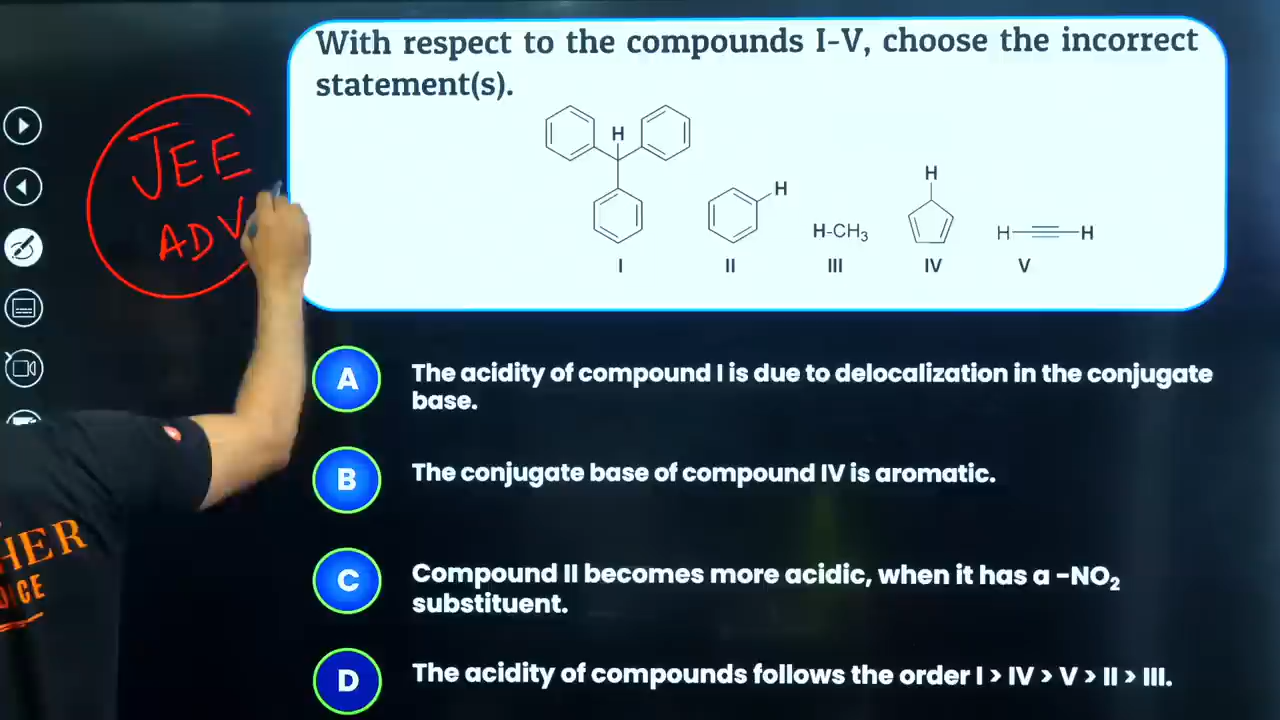 With respect to the compounds I-V, choose the incorrect
statement(s).
JEE
ADV
H
H
H
H-CH₃
H H
I II III IV V
A The acidity of compound I is due to delocalization in the conjugate
base.
B The conjugate base of compound IV is aromatic.
C Compound II becomes more acidic, when it has a -NO₂
substituent.
D The acidity of compounds follows the order I > IV > V > II > III.
HER